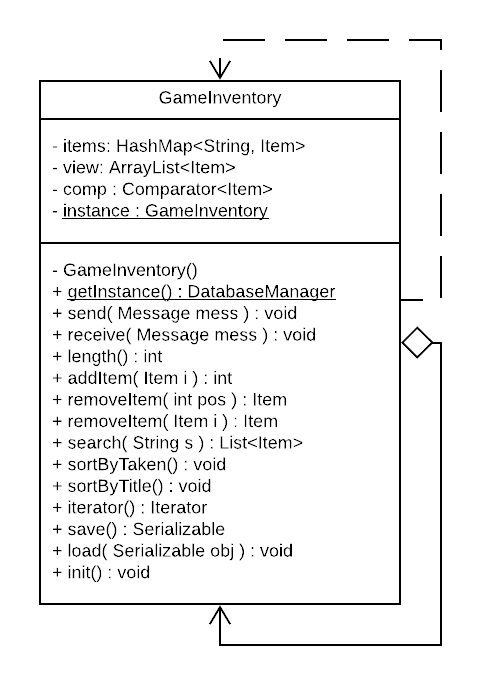 GameInventory
- items: HashMap<String, Item>
- view: ArrayList<Item>
- comp : Comparator<Item>
- instance : GameInventory
- GameInventory()
+ getInstance() : DatabaseManager
+ send( Message mess ) : void
+ receive( Message mess ) : void
+ length() : int
+ addItem( Item i ) : int
+ removeItem( int pos ) : Item
+ removeItem( Item i ) : Item
+ search( String s ) : List<Item>
+ sortByTaken() : void
+ sortByTitle() : void
+ iterator() : Iterator
+ save() : Serializable
+ load( Serializable obj ) : void
+ init() : void